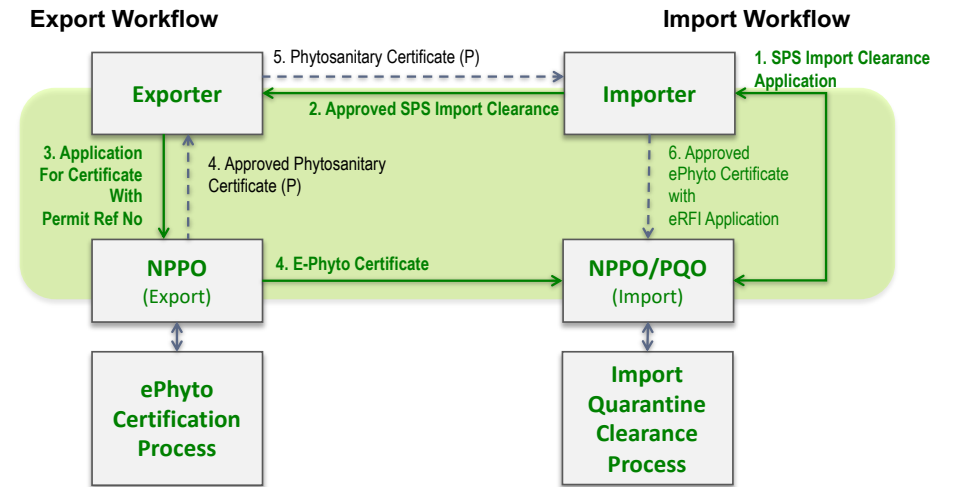 Export Workflow
Import Workflow
5. Phytosanitary Certificate (P)
1. SPS Import Clearance
Application
Exporter
Importer
2. Approved SPS Import Clearance
3. Application
For Certificate
With
Permit Ref No
4. Approved Phytosanitary
Certificate (P)
6. Approved
ePhyto Certificate
with
eRFI Application
NPPO
(Export)
4. E-Phyto Certificate
NPPO/PQO
(Import)
ePhyto
Certification
Process
Import
Quarantine
Clearance
Process